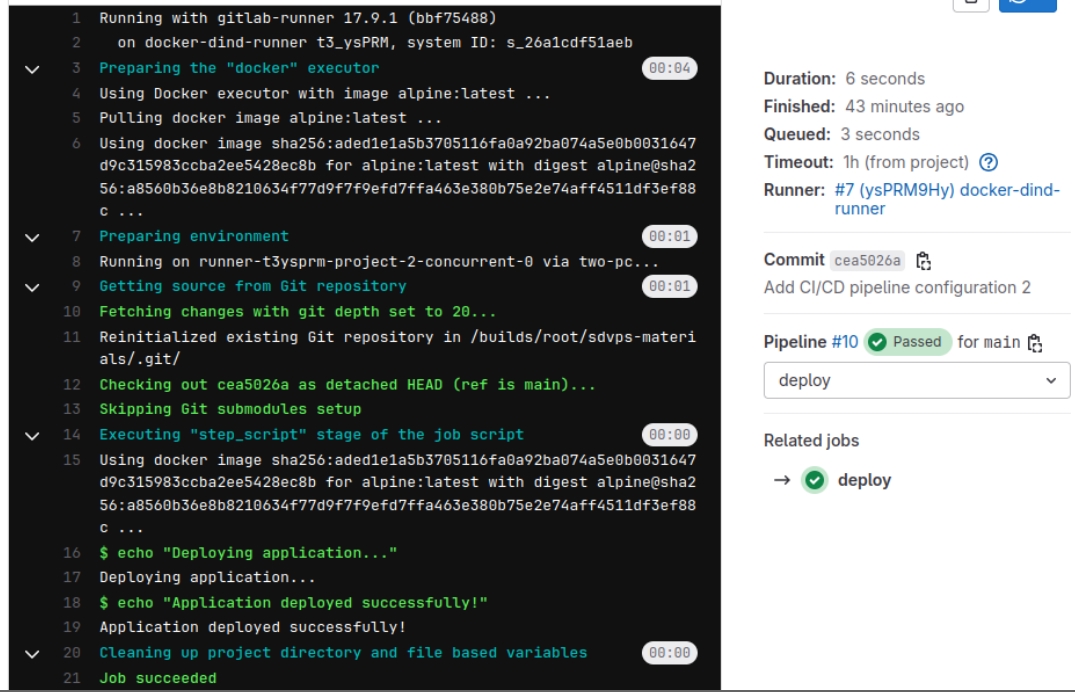 1 Running with gitlab-runner 17.9.1 (bbf75488)
2 on docker-dind-runner t3_ysPRM, system ID: s_26a1cdf51aeb
3 Preparing the "docker" executor 00:04
4 Using Docker executor with image alpine:latest ...
5 Pulling docker image alpine:latest ...
6 Using docker image sha256:aded1e1a5b3705116fa0a92ba074a5e0b0031647
d9c315983ccba2ee5428ec8b for alpine:latest with digest alpine@sha2
56:a8560b36e8b8210634f77d9f7f9efd7ffa463e380b75e2e74aff4511df3ef88
c ...
7 Preparing environment 00:01
8 Running on runner-t3ysprm-project-2-concurrent-0 via two-pc...
9 Getting source from Git repository 00:01
10 Fetching changes with git depth set to 20...
11 Reinitialized existing Git repository in /builds/root/sdvps-materi
als/.git/
12 Checking out cea5026a as detached HEAD (ref is main)...
13 Skipping Git submodules setup
14 Executing "step_script" stage of the job script 00:00
15 Using docker image sha256:aded1e1a5b3705116fa0a92ba074a5e0b0031647
d9c315983ccba2ee5428ec8b for alpine:latest with digest alpine@sha2
56:a8560b36e8b8210634f77d9f7f9efd7ffa463e380b75e2e74aff4511df3ef88
c ...
16 $ echo "Deploying application..."
17 Deploying application...
18 $ echo "Application deployed successfully!"
19 Application deployed successfully!
20 Cleaning up project directory and file based variables 00:00
21 Job succeeded
Duration: 6 seconds
Finished: 43 minutes ago
Queued: 3 seconds
Timeout: 1h (from project)
Runner: #7 (ysPRM9Hy) docker-dind-
runner
Commit cea5026a
Add CI/CD pipeline configuration 2
Pipeline #10 Passed for main
deploy
Related jobs
→ deploy